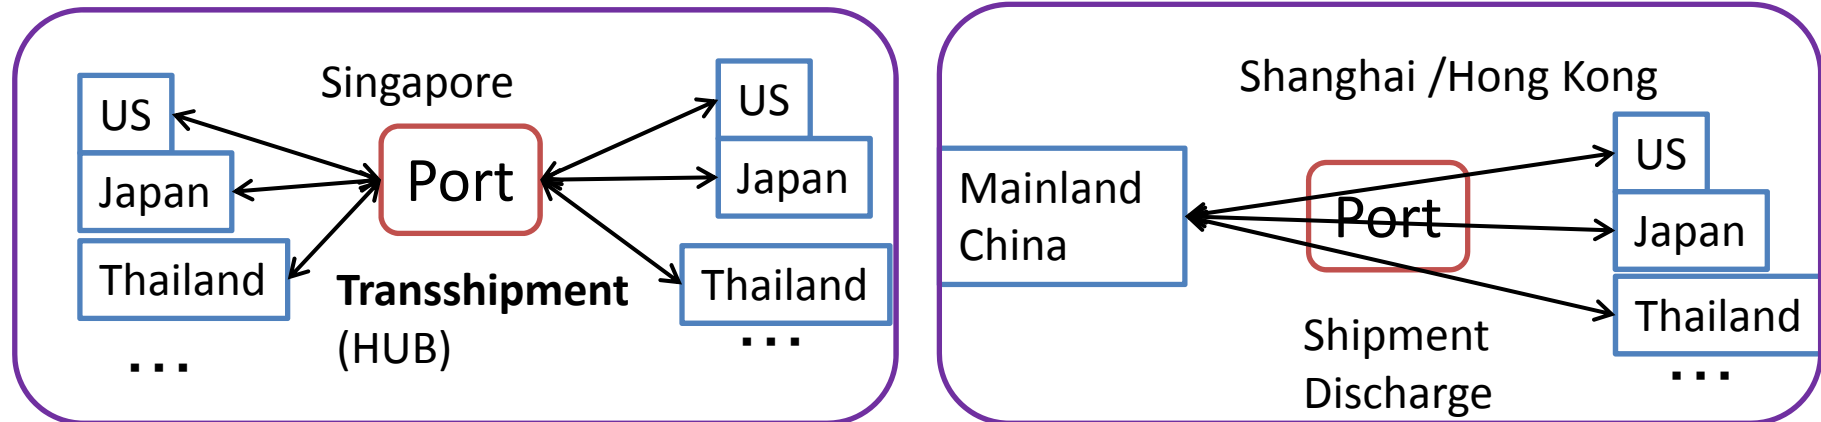 Singapore
US
Japan
Thailand
...
Port
Transshipment
(HUB)
US
Japan
Thailand
...
Shanghai /Hong Kong
Mainland
China
Port
US
Japan
Thailand
...
Shipment
Discharge